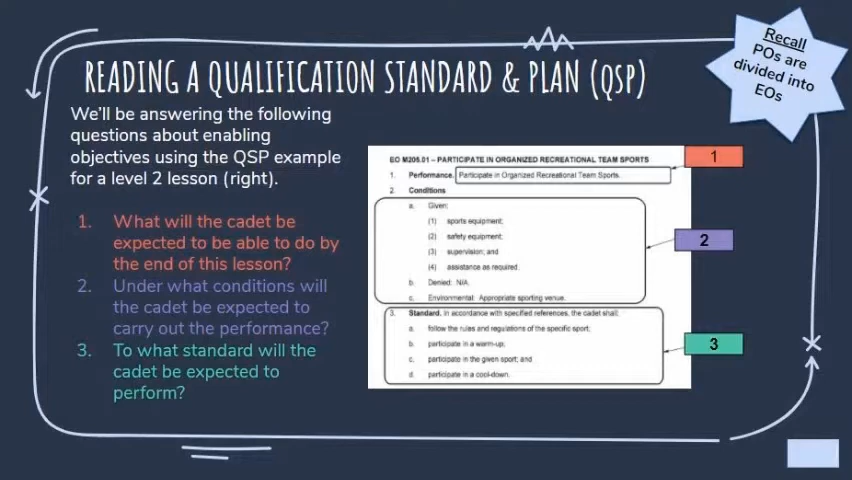 READING A QUALIFICATION STANDARD & PLAN (QSP)
Recall
POs are
divided into
EOs
We'll be answering the following
questions about enabling
objectives using the QSP example
for a level 2 lesson (right).
1. What will the cadet be
expected to be able to do by
the end of this lesson?
2. Under what conditions will
the cadet be expected to
carry out the performance?
3. To what standard will the
cadet be expected to
perform?
EO M205.01 – PARTICIPATE IN ORGANIZED RECREATIONAL TEAM SPORTS
1. Performance. Participate in Organized Recreational Team Sports.
2. Conditions
a. Given:
(1) sports equipment;
(2) safety equipment;
(3) supervision; and
(4) assistance as required.
b. Denied: N/A.
c. Environmental: Appropriate sporting venue.
3. Standard. In accordance with specified references, the cadet shall:
a. follow the rules and regulations of the specific sport;
b. participate in a warm-up;
c. participate in the given sport; and
d. participate in a cool-down.
1
2
3